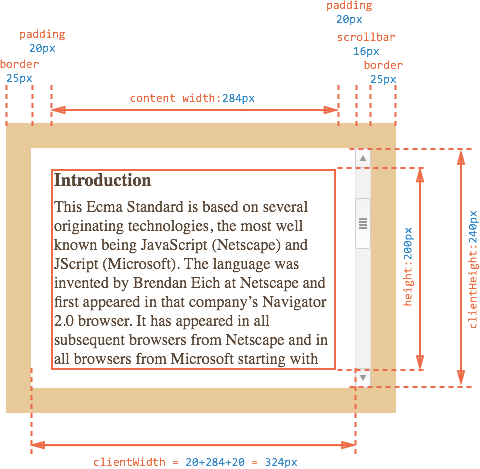 padding
20px
padding
20px
scrollbar
16px
border
25px
border
25px
content width:284px
Introduction
This Ecma Standard is based on several
originating technologies, the most well
known being JavaScript (Netscape) and
JScript (Microsoft). The language was
invented by Brendan Eich at Netscape and
first appeared in that company’s Navigator
2.0 browser. It has appeared in all
subsequent browsers from Netscape and in
all browsers from Microsoft starting with
height:200px
clientHeight:240px
clientWidth = 20+284+20 = 324px